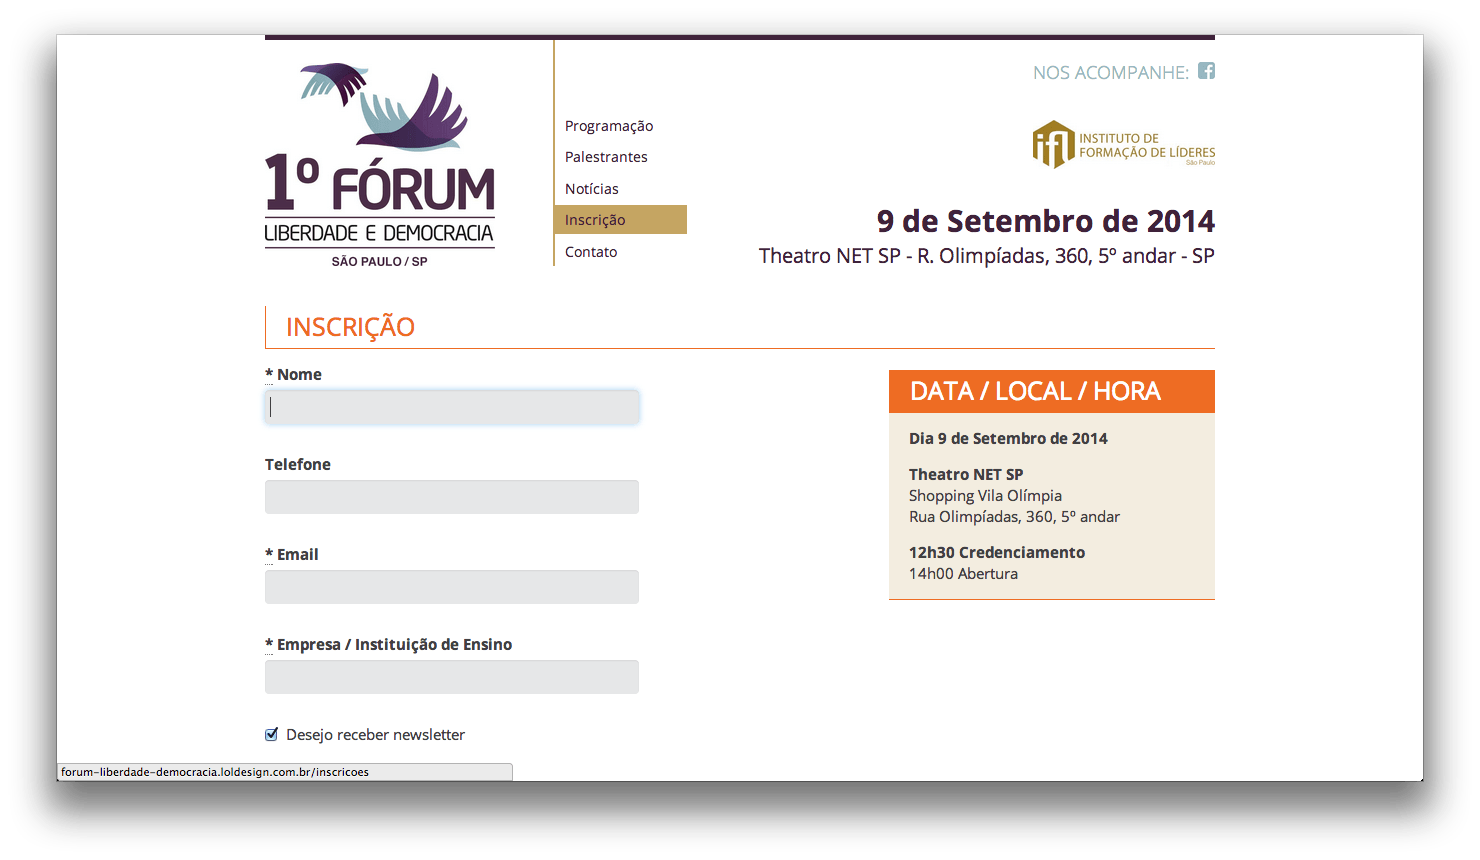 1º FÓRUM
LIBERDADE E DEMOCRACIA
SÃO PAULO / SP
Programação
Palestrantes
Notícias
Inscrição
Contato
NOS ACOMPANHE:
ifl INSTITUTO DE
FORMAÇÃO DE LÍDERES
São Paulo
9 de Setembro de 2014
Theatro NET SP - R. Olimpíadas, 360, 5º andar - SP
INSCRIÇÃO
* Nome
Telefone
* Email
* Empresa / Instituição de Ensino
Desejo receber newsletter
DATA / LOCAL / HORA
Dia 9 de Setembro de 2014
Theatro NET SP
Shopping Vila Olímpia
Rua Olimpíadas, 360, 5º andar
12h30 Credenciamento
14h00 Abertura
forum-liberdade-democracia.loldesign.com.br/inscricoes